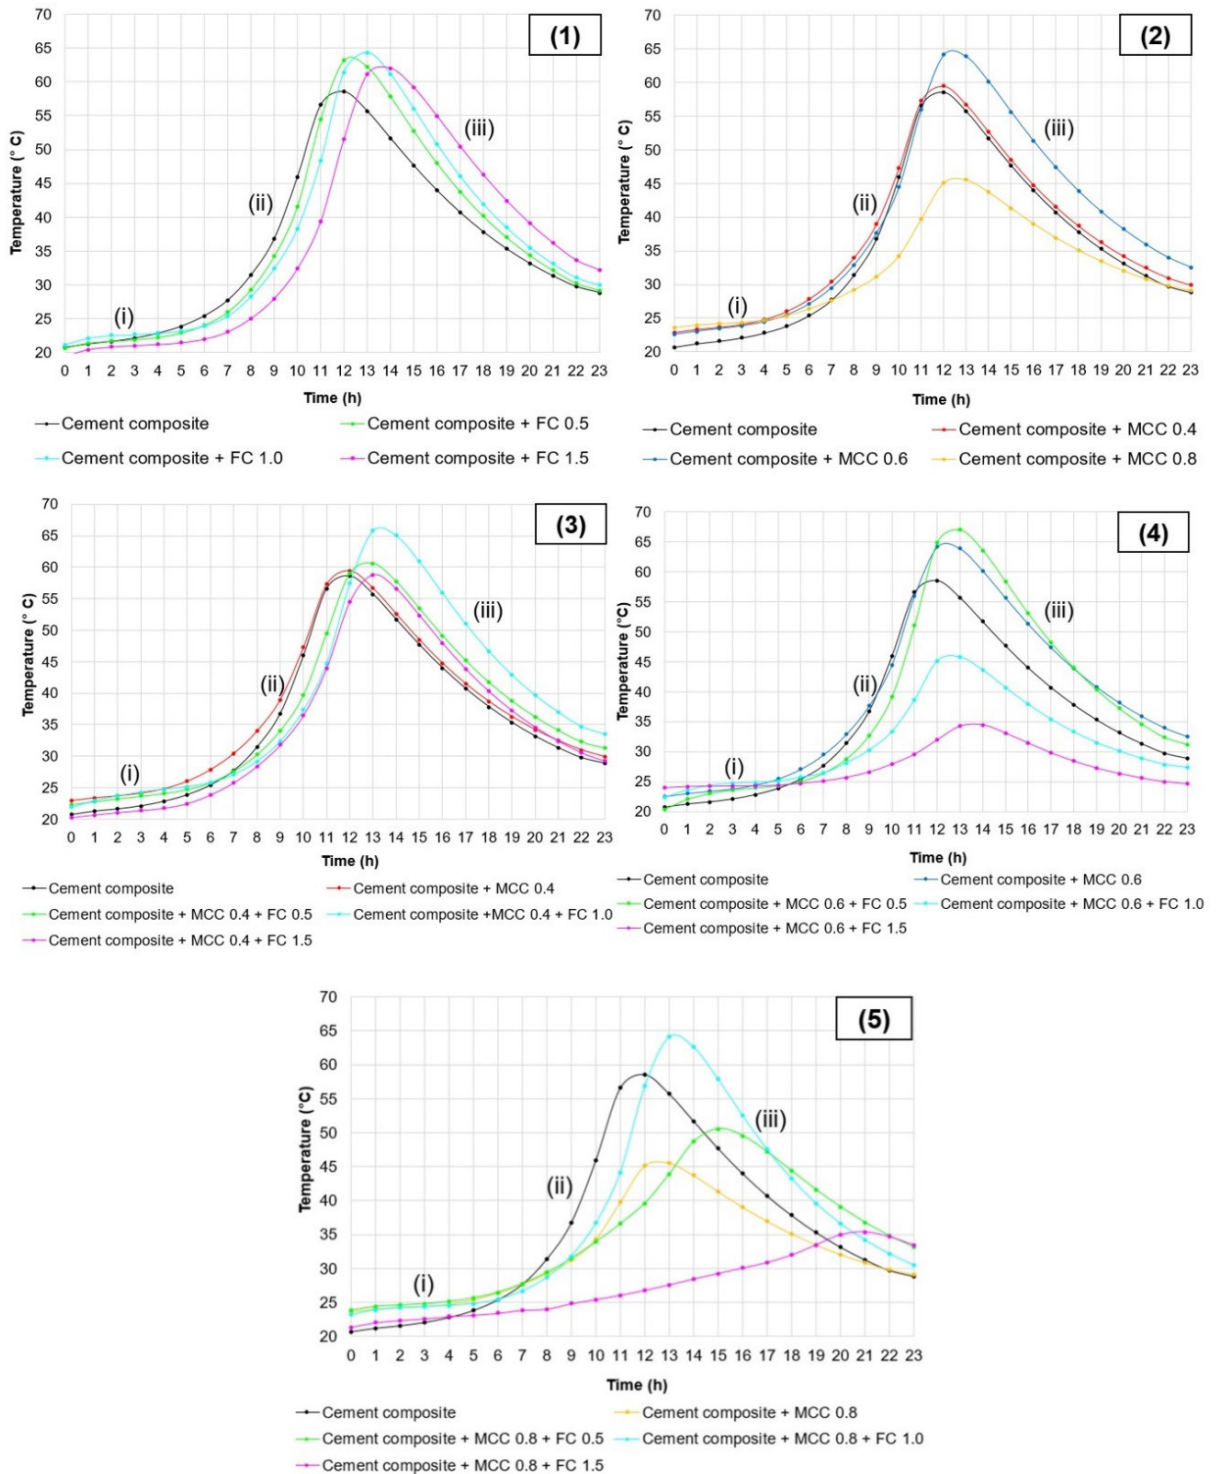 (1)
Temperature (° C)
70
65
60
55
50
45
40
35
30
25
20
(i)
(ii)
(iii)
0 1 2 3 4 5 6 7 8 9 10 11 12 13 14 15 16 17 18 19 20 21 22 23
Time (h)
Cement composite
Cement composite + FC 0.5
Cement composite + FC 1.0
Cement composite + FC 1.5
(2)
Temperature (° C)
70
65
60
55
50
45
40
35
30
25
20
(i)
(ii)
(iii)
0 1 2 3 4 5 6 7 8 9 10 11 12 13 14 15 16 17 18 19 20 21 22 23
Time (h)
Cement composite
Cement composite + MCC 0.4
Cement composite + MCC 0.6
Cement composite + MCC 0.8
(3)
Temperature (° C)
70
65
60
55
50
45
40
35
30
25
20
(i)
(ii)
(iii)
0 1 2 3 4 5 6 7 8 9 10 11 12 13 14 15 16 17 18 19 20 21 22 23
Time (h)
Cement composite
Cement composite + MCC 0.4
Cement composite + MCC 0.4 + FC 0.5
Cement composite +MCC 0.4 + FC 1.0
Cement composite + MCC 0.4 + FC 1.5
(4)
Temperature (° C)
70
65
60
55
50
45
40
35
30
25
20
(i)
(ii)
(iii)
0 1 2 3 4 5 6 7 8 9 10 11 12 13 14 15 16 17 18 19 20 21 22 23
Time (h)
Cement composite
Cement composite + MCC 0.6
Cement composite + MCC 0.6 + FC 0.5
Cement composite + MCC 0.6 + FC 1.0
Cement composite + MCC 0.6 + FC 1.5
(5)
Temperature (°C)
70
65
60
55
50
45
40
35
30
25
20
(i)
(ii)
(iii)
0 1 2 3 4 5 6 7 8 9 10 11 12 13 14 15 16 17 18 19 20 21 22 23
Time (h)
Cement composite
Cement composite + MCC 0.8
Cement composite + MCC 0.8 + FC 0.5
Cement composite + MCC 0.8 + FC 1.0
Cement composite + MCC 0.8 + FC 1.5